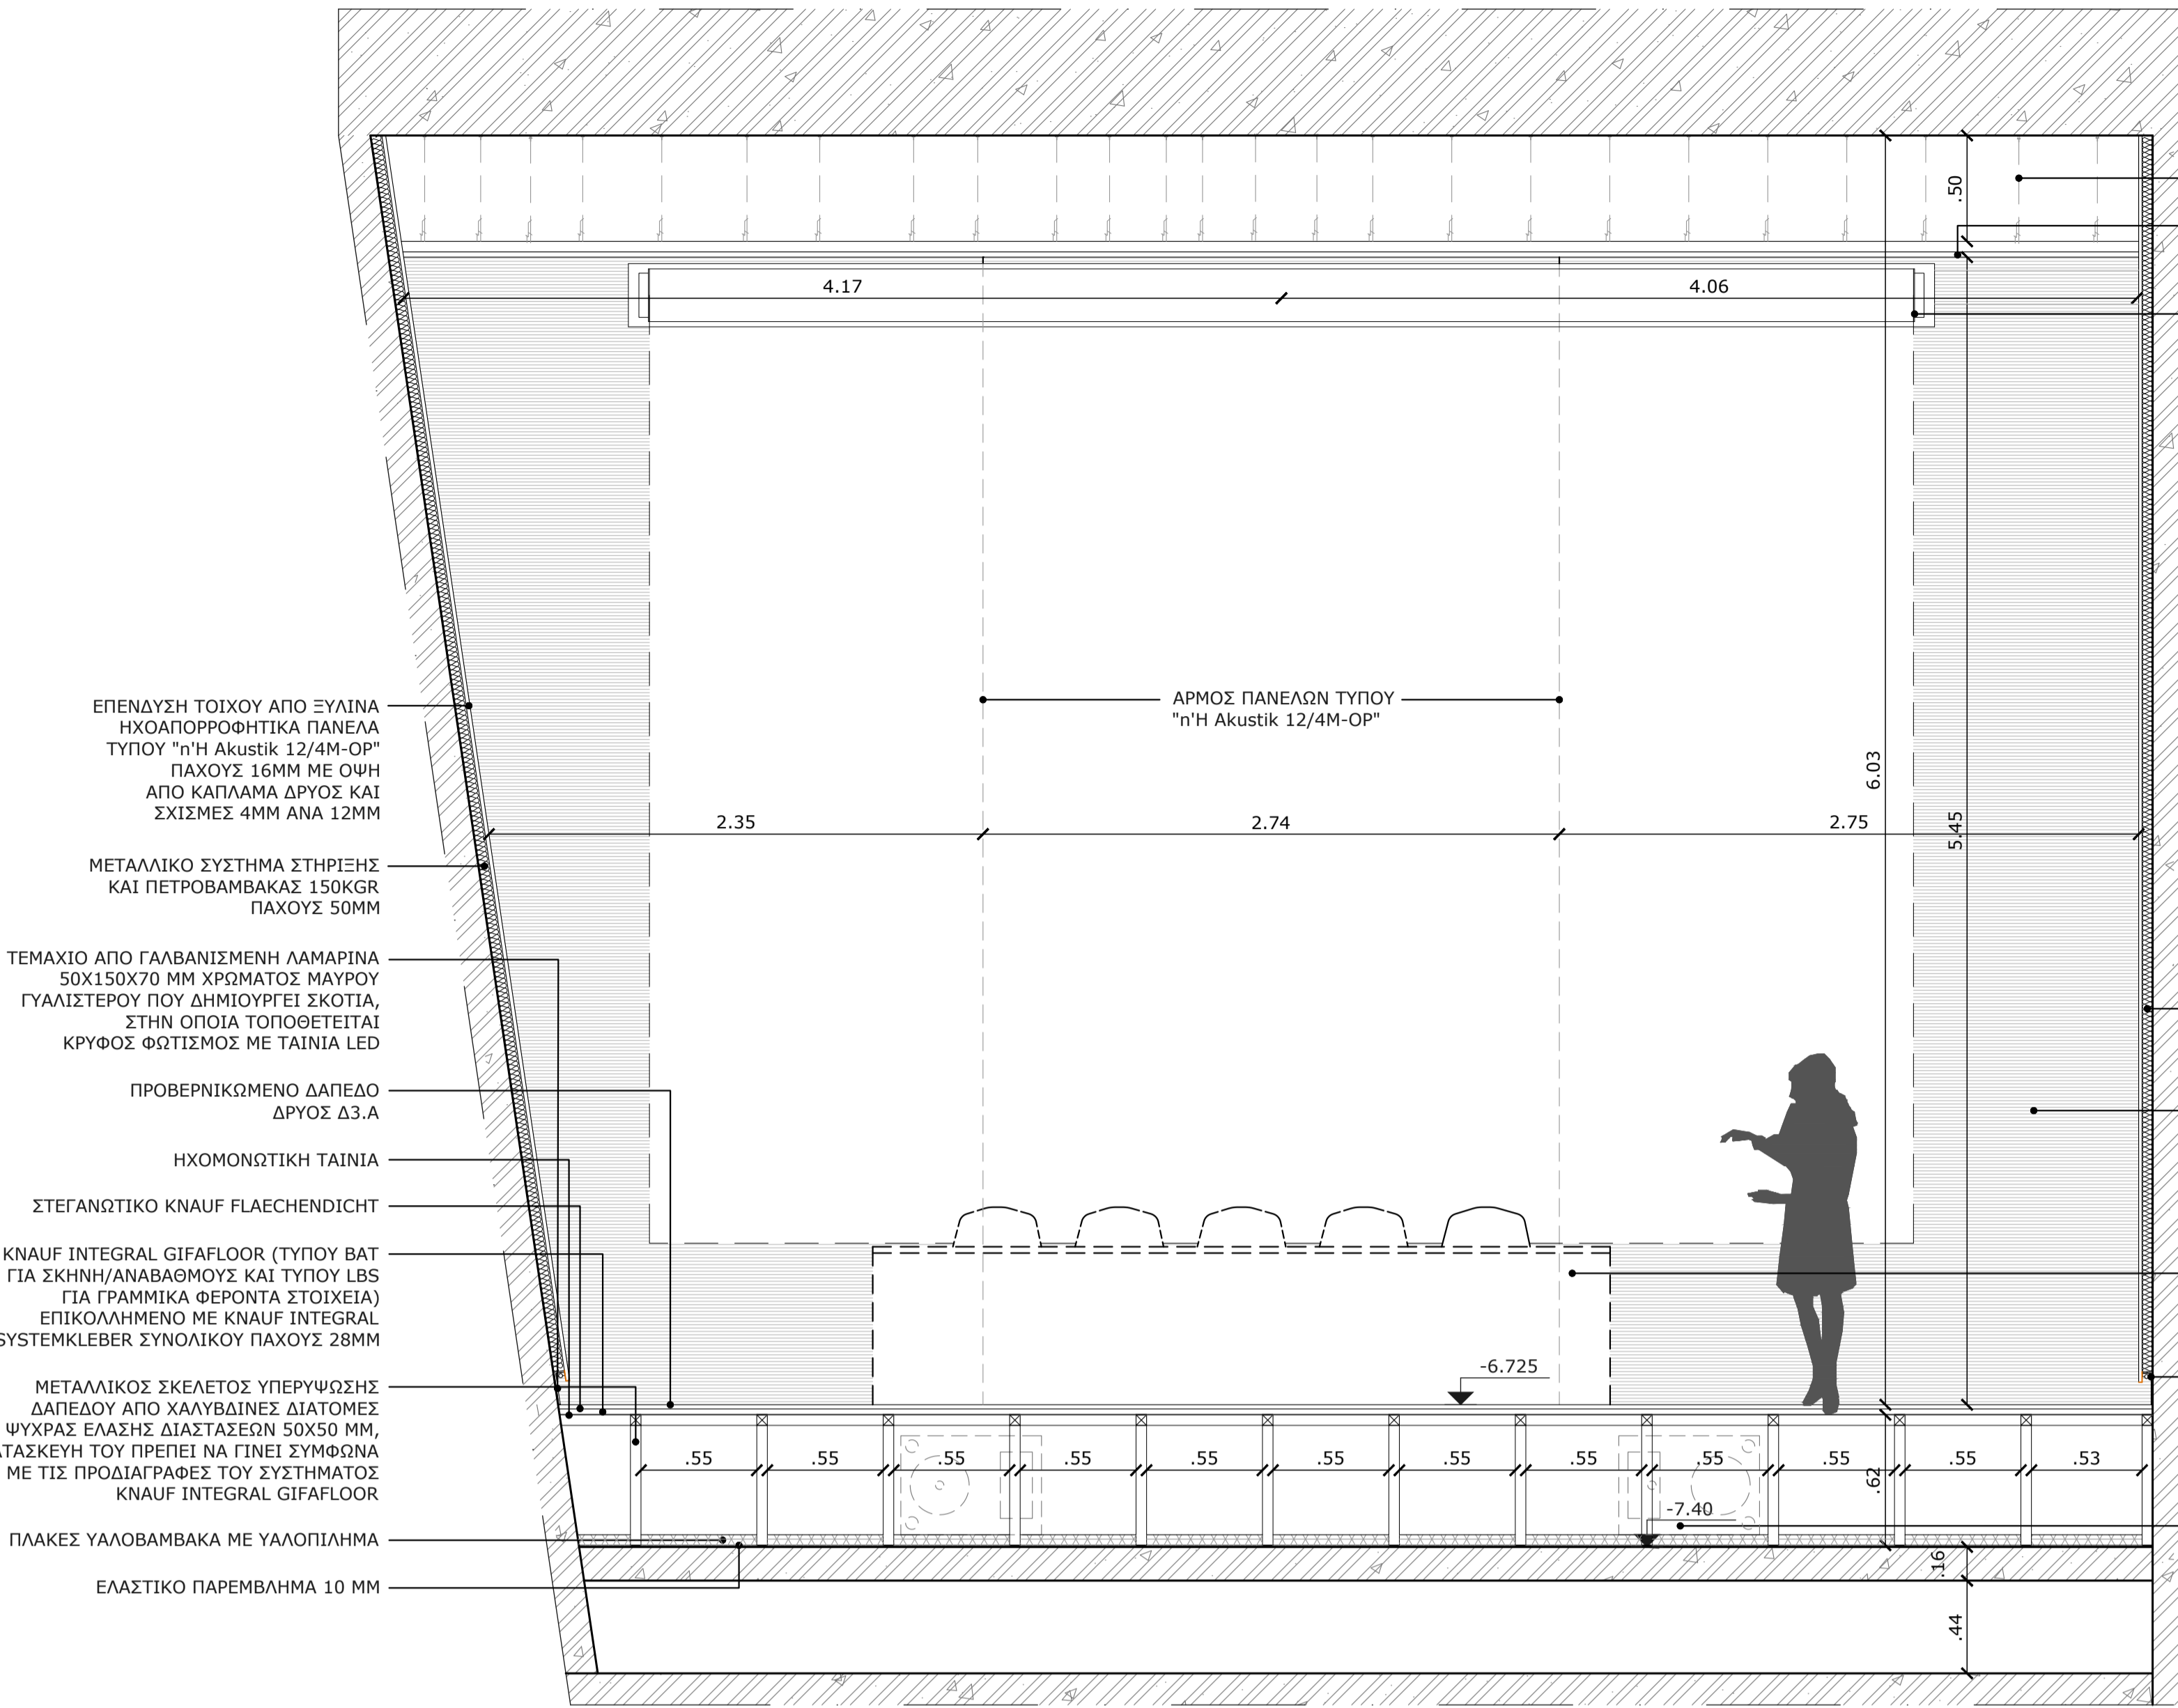 .50
4.17
4.06
ΕΠΕΝΔΥΣΗ ΤΟΙΧΟΥ ΑΠΟ ΞΥΛΙΝΑ
ΗΧΟΑΠΟΡΡΟΦΗΤΙΚΑ ΠΑΝΕΛΑ
ΤΥΠΟΥ "n'H Akustik 12/4M-OP"
ΠΑΧΟΥΣ 16ΜΜ ΜΕ ΟΨΗ
ΑΠΟ ΚΑΠΛΑΜΑ ΔΡΥΟΣ ΚΑΙ
ΣΧΙΣΜΕΣ 4ΜΜ ΑΝΑ 12ΜΜ
ΑΡΜΟΣ ΠΑΝΕΛΩΝ ΤΥΠΟΥ
"n'H Akustik 12/4M-OP"
6.03
5.45
2.35
2.74
2.75
ΜΕΤΑΛΛΙΚΟ ΣΥΣΤΗΜΑ ΣΤΗΡΙΞΗΣ
ΚΑΙ ΠΕΤΡΟΒΑΜΒΑΚΑΣ 150KGR
ΠΑΧΟΥΣ 50ΜΜ
ΤΕΜΑΧΙΟ ΑΠΟ ΓΑΛΒΑΝΙΣΜΕΝΗ ΛΑΜΑΡΙΝΑ
50Χ150Χ70 ΜΜ ΧΡΩΜΑΤΟΣ ΜΑΥΡΟΥ
ΓΥΑΛΙΣΤΕΡΟΥ ΠΟΥ ΔΗΜΙΟΥΡΓΕΙ ΣΚΟΤΙΑ,
ΣΤΗΝ ΟΠΟΙΑ ΤΟΠΟΘΕΤΕΙΤΑΙ
ΚΡΥΦΟΣ ΦΩΤΙΣΜΟΣ ΜΕ ΤΑΙΝΙΑ LED
ΠΡΟΒΕΡΝΙΚΩΜΕΝΟ ΔΑΠΕΔΟ
ΔΡΥΟΣ Δ3.Α
ΗΧΟΜΟΝΩΤΙΚΗ ΤΑΙΝΙΑ
ΣΤΕΓΑΝΩΤΙΚΟ KNAUF FLAECHENDICHT
KNAUF INTEGRAL GIFAFLOOR (ΤΥΠΟΥ BAT
ΓΙΑ ΣΚΗΝΗ/ΑΝΑΒΑΘΜΟΥΣ ΚΑΙ ΤΥΠΟΥ LBS
ΓΙΑ ΓΡΑΜΜΙΚΑ ΦΕΡΟΝΤΑ ΣΤΟΙΧΕΙΑ)
ΕΠΙΚΟΛΛΗΜΕΝΟ ΜΕ KNAUF INTEGRAL
SYSTEMKLEBER ΣΥΝΟΛΙΚΟΥ ΠΑΧΟΥΣ 28ΜΜ
-6.725
ΜΕΤΑΛΛΙΚΟΣ ΣΚΕΛΕΤΟΣ ΥΠΕΡΥΨΩΣΗΣ
ΔΑΠΕΔΟΥ ΑΠΟ ΧΑΛΥΒΔΙΝΕΣ ΔΙΑΤΟΜΕΣ
ΨΥΧΡΑΣ ΕΛΑΣΗΣ ΔΙΑΣΤΑΣΕΩΝ 50Χ50 ΜΜ,
ΑΤΑΣΚΕΥΗ ΤΟΥ ΠΡΕΠΕΙ ΝΑ ΓΙΝΕΙ ΣΥΜΦΩΝΑ
ΜΕ ΤΙΣ ΠΡΟΔΙΑΓΡΑΦΕΣ ΤΟΥ ΣΥΣΤΗΜΑΤΟΣ
KNAUF INTEGRAL GIFAFLOOR
.55 .55 .55 .55 .55 .55 .55 .55 .55 .55 .55 .53
.62
-7.40
ΠΛΑΚΕΣ ΥΑΛΟΒΑΜΒΑΚΑ ΜΕ ΥΑΛΟΠΙΛΗΜΑ
.16
ΕΛΑΣΤΙΚΟ ΠΑΡΕΜΒΛΗΜΑ 10 ΜΜ
.44